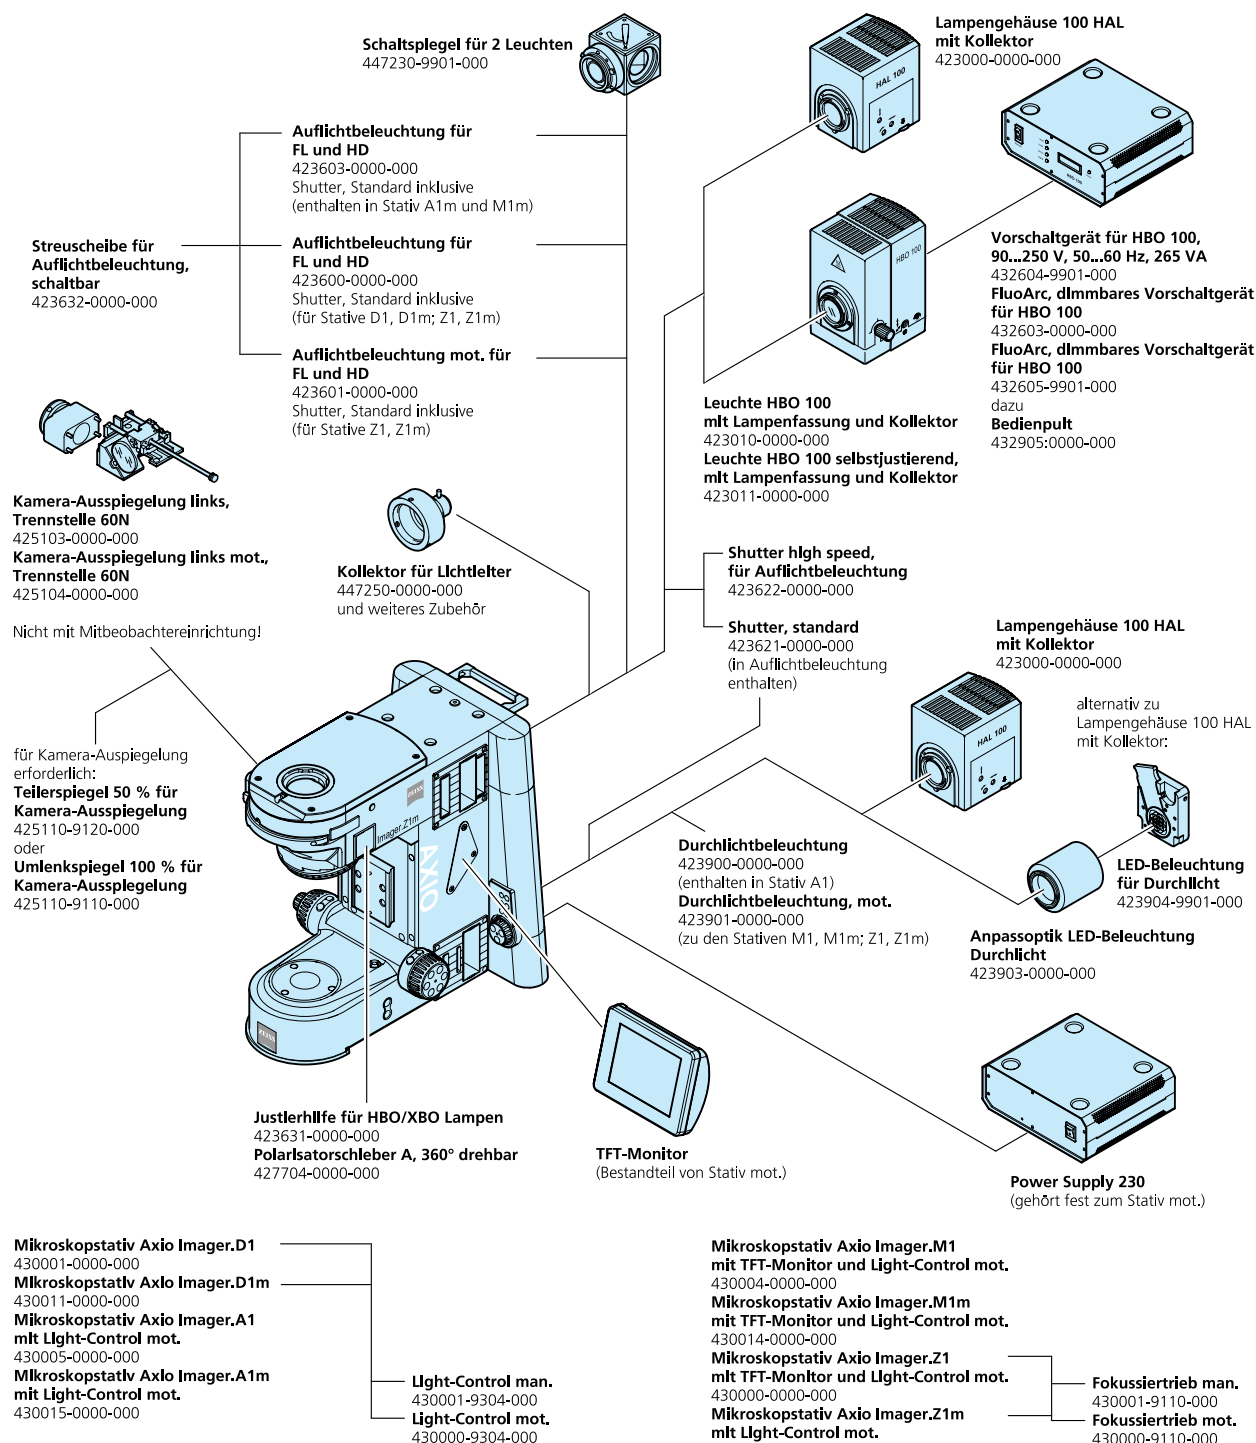 Schaltspiegel für 2 Leuchten
447230-9901-000
Lampengehäuse 100 HAL
mit Kollektor
423000-0000-000
HAL 100
Auflichtbeleuchtung für
FL und HD
423603-0000-000
Shutter, Standard inklusive
(enthalten in Stativ A1m und M1m)
HBO 100
Streuscheibe für
Auflichtbeleuchtung,
schaltbar
423632-0000-000
Auflichtbeleuchtung für
FL und HD
423600-0000-000
Shutter, Standard inklusive
(für Stative D1, D1m; Z1, Z1m)
HBO 100
Vorschaltgerät für HBO 100,
90...250 V, 50...60 Hz, 265 VA
432604-9901-000
FluoArc, dimmbares Vorschaltgerät
für HBO 100
432603-0000-000
FluoArc, dimmbares Vorschaltgerät
für HBO 100
432605-9901-000
dazu
Bedienpult
432905:0000-000
Auflichtbeleuchtung mot. für
FL und HD
423601-0000-000
Shutter, Standard inklusive
(für Stative Z1, Z1m)
Leuchte HBO 100
mit Lampenfassung und Kollektor
423010-0000-000
Leuchte HBO 100 selbstjustierend,
mit Lampenfassung und Kollektor
423011-0000-000
Kamera-Ausspiegelung links,
Trennstelle 60N
425103-0000-000
Kamera-Ausspiegelung links mot.,
Trennstelle 60N
425104-0000-000
Nicht mit Mitbeobachtereinrichtung!
Kollektor für Lichtleiter
447250-0000-000
und weiteres Zubehör
Shutter high speed,
für Auflichtbeleuchtung
423622-0000-000
Shutter, standard
423621-0000-000
(in Auflichtbeleuchtung
enthalten)
Lampengehäuse 100 HAL
mit Kollektor
423000-0000-000
HAL 100
alternativ zu
Lampengehäuse 100 HAL
mit Kollektor:
für Kamera-Auspiegelung
erforderlich:
Teilerspiegel 50 % für
Kamera-Ausspiegelung
425110-9120-000
oder
Umlenkspiegel 100 % für
Kamera-Ausspiegelung
425110-9110-000
ZEISS
Imager.Z1m
AXIO
ZEISS
Durchlichtbeleuchtung
423900-0000-000
(enthalten in Stativ A1)
Durchlichtbeleuchtung, mot.
423901-0000-000
(zu den Stativen M1, M1m; Z1, Z1m)
LED-Beleuchtung
für Durchlicht
423904-9901-000
Anpassoptik LED-Beleuchtung
Durchlicht
423903-0000-000
Justierhilfe für HBO/XBO Lampen
423631-0000-000
Polarisatorschieber A, 360° drehbar
427704-0000-000
TFT-Monitor
(Bestandteil von Stativ mot.)
Power Supply 230
(gehört fest zum Stativ mot.)
Mikroskopstativ Axio Imager.D1
430001-0000-000
Mikroskopstativ Axio Imager.D1m
430011-0000-000
Mikroskopstativ Axio Imager.A1
mit Light-Control mot.
430005-0000-000
Mikroskopstativ Axio Imager.A1m
mit Light-Control mot.
430015-0000-000
Light-Control man.
430001-9304-000
Light-Control mot.
430000-9304-000
Mikroskopstativ Axio Imager.M1
mit TFT-Monitor und Light-Control mot.
430004-0000-000
Mikroskopstativ Axio Imager.M1m
mit TFT-Monitor und Light-Control mot.
430014-0000-000
Mikroskopstativ Axio Imager.Z1
mit TFT-Monitor und Light-Control mot.
430000-0000-000
Mikroskopstativ Axio Imager.Z1m
mit Light-Control mot.
Fokussiertrieb man.
430001-9110-000
Fokussiertrieb mot.
430000-9110-000